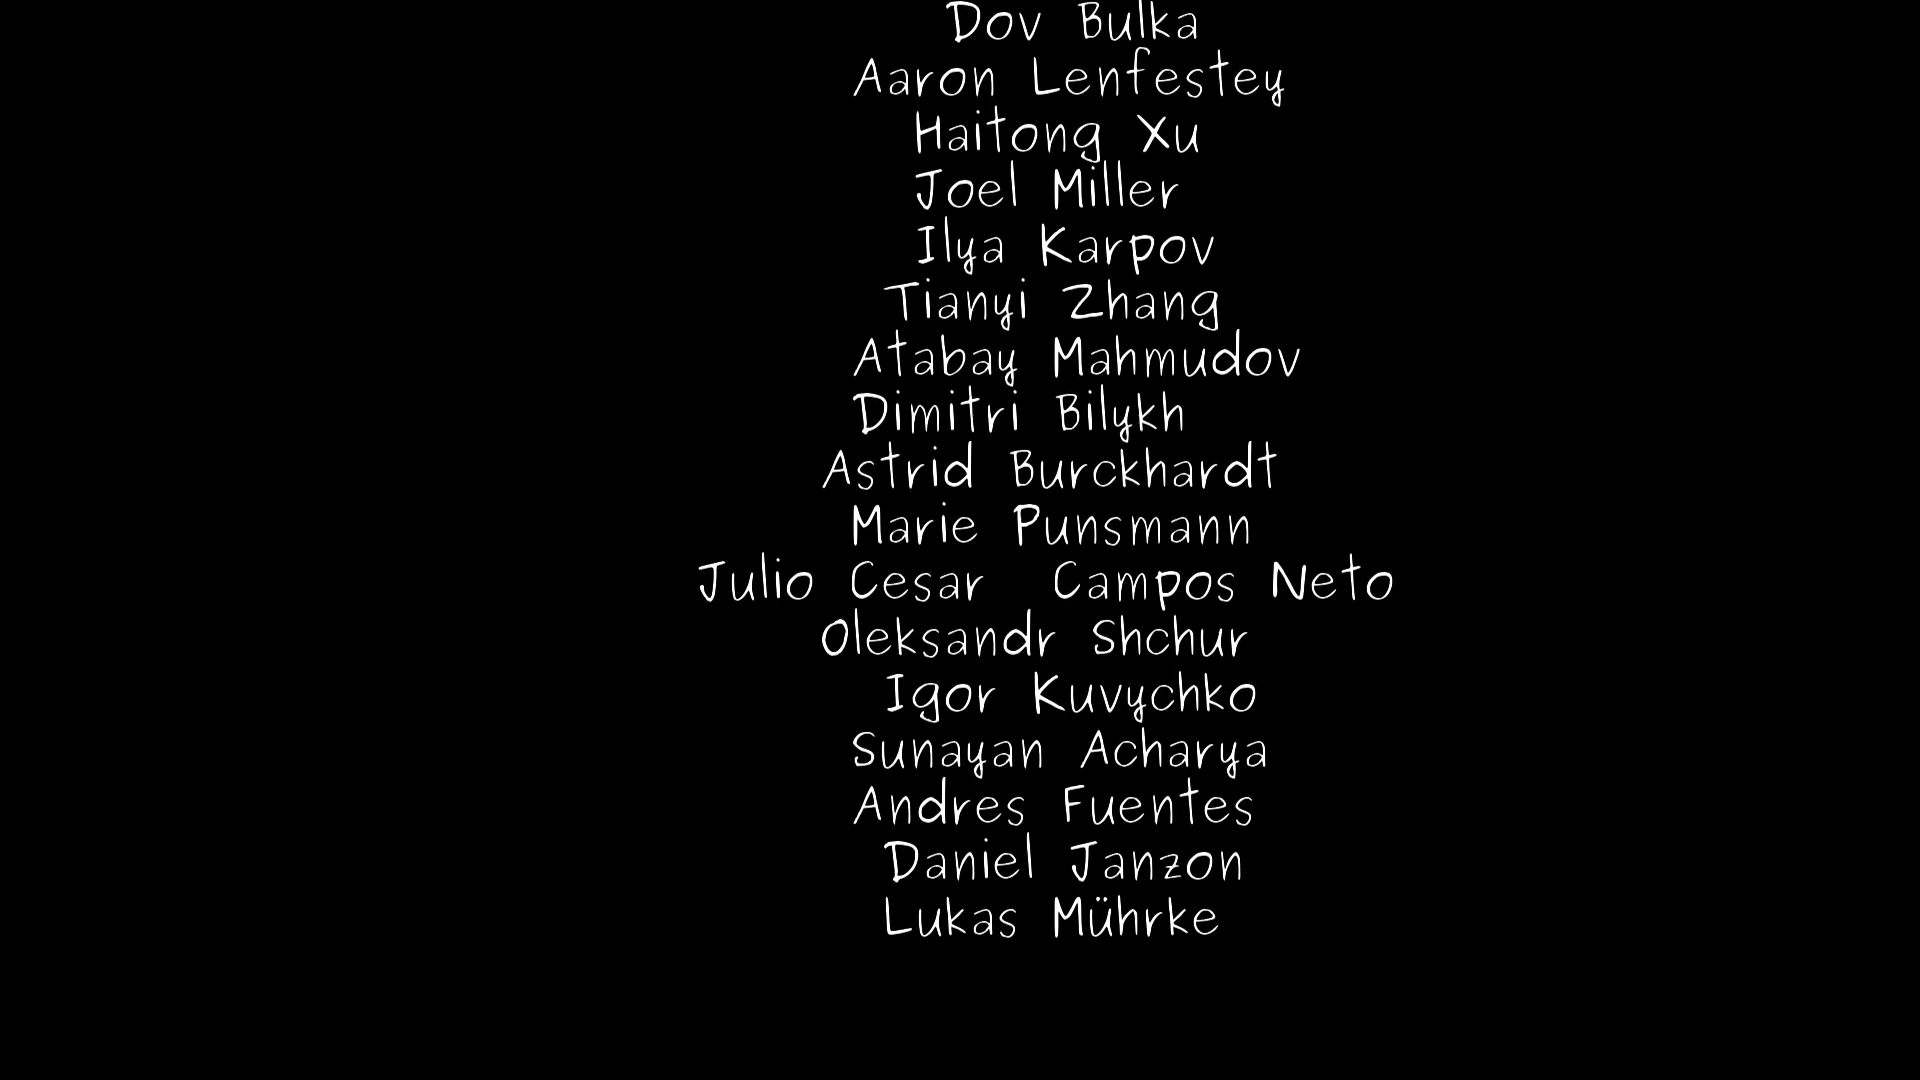 Dov Bulka
Aaron Lenfestey
Haitong Xu
Joel Miller
Ilya Karpov
Tianyi Zhang
Atabay Mahmudov
Dimitri Bilykh
Astrid Burckhardt
Marie Punsmann
Julio Cesar  Campos Neto
Oleksandr Shchur
Igor Kuvychko
Sunayan Acharya
Andres Fuentes
Daniel Janzon
Lukas Mührke